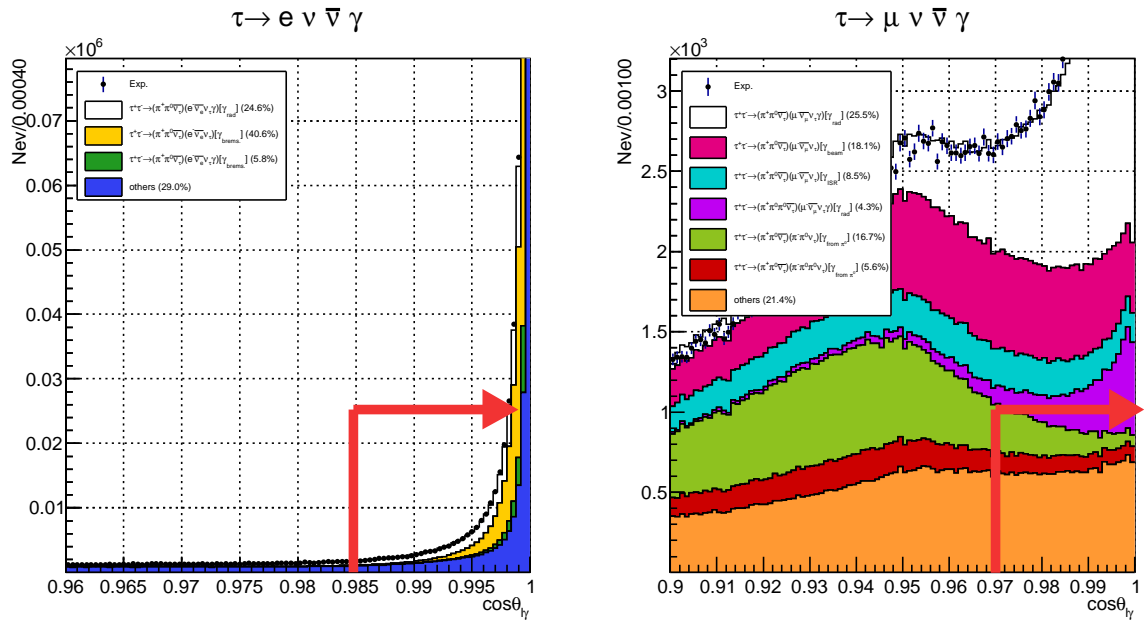 τ→ e ν ν̅ γ
×10⁶
Nev/0.00040
Exp.
τ⁺τ⁻→(π⁺π⁰ν̅τ)(e⁻ν̅eντγ)[γrad] (24.6%)
τ⁺τ⁻→(π⁺π⁰ν̅τ)(e⁻ν̅eντ)[γbrems.] (40.6%)
τ⁺τ⁻→(π⁺π⁰ν̅τ)(e⁻ν̅eντγ)[γbrems.] (5.8%)
others (29.0%)
0.07
0.06
0.05
0.04
0.03
0.02
0.01
0.96 0.965 0.97 0.975 0.98 0.985 0.99 0.995 1
cosθlγ
τ→ μ ν ν̅ γ
×10³
Nev/0.00100
Exp.
τ⁺τ⁻→(π⁺π⁰ν̅τ)(μ⁻ν̅μντγ)[γrad] (25.5%)
τ⁺τ⁻→(π⁺π⁰ν̅τ)(μ⁻ν̅μντ)[γbeam] (18.1%)
τ⁺τ⁻→(π⁺π⁰ν̅τ)(μ⁻ν̅μντ)[γISR] (8.5%)
τ⁺τ⁻→(π⁺π⁰π⁰ν̅τ)(μ⁻ν̅μντγ)[γrad] (4.3%)
τ⁺τ⁻→(π⁺π⁰ν̅τ)(π⁻π⁰ντ)[γfrom π⁰] (16.7%)
τ⁺τ⁻→(π⁺π⁰ν̅τ)(π⁻π⁰π⁰ντ)[γfrom π⁰] (5.6%)
others (21.4%)
3
2.5
2
1.5
1
0.5
0.9 0.91 0.92 0.93 0.94 0.95 0.96 0.97 0.98 0.99 1
cosθlγ